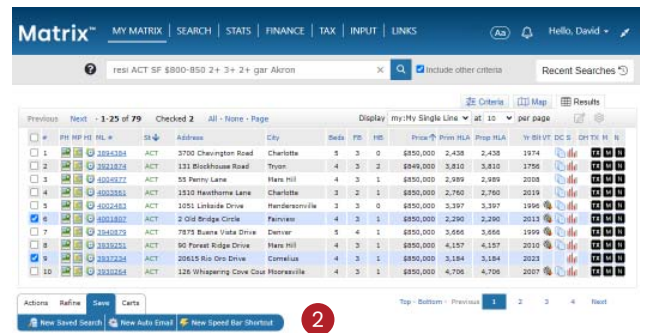 Matrix™ MY MATRIX SEARCH STATS FINANCE TAX INPUT LINKS Aa Hello, David
resi ACT SF $800-850 2+ 3+ 2+ gar Akron × Include other criteria Recent Searches
Criteria Map Results
Previous Next · 1-25 of 79 Checked 2 All · None · Page Display my:My Single Line at 10 per page
# PH MP HI ML # St Address City Beds FB HB Price Prim HLA Prop HLA Yr Blt VT DC S OH TX M N
1 3894384 ACT 3700 Chavington Road Charlotte 5 3 0 $850,000 2,438 2,438 1974 TX M N
2 3921874 ACT 131 Blockhouse Road Tryon 4 3 2 $849,000 3,810 3,810 1756 TX M N
3 4004977 ACT 55 Penny Lane Mars Hill 4 3 1 $850,000 2,989 2,989 2008 TX M N
4 4003561 ACT 1510 Hawthorne Lane Charlotte 3 2 1 $850,000 2,760 2,760 2019 TX M N
5 4002483 ACT 1051 Linkside Drive Hendersonville 3 3 0 $850,000 3,397 3,397 1996 TX M N
6 4001807 ACT 2 Old Bridge Circle Fairview 4 3 1 $850,000 2,290 2,290 2013 TX M N
7 3940879 ACT 7875 Buena Vista Drive Denver 5 4 1 $850,000 3,666 3,666 1999 TX M N
8 3939251 ACT 90 Forest Ridge Drive Mars Hill 4 3 1 $850,000 4,157 4,157 2010 TX M N
9 3937234 ACT 20615 Rio Oro Drive Cornelius 4 3 1 $850,000 3,184 3,184 2023 TX M N
10 3930264 ACT 126 Whispering Cove Cour Mooresville 4 3 1 $850,000 4,706 4,706 2007 TX M N
Actions Refine Save Carts Top · Bottom · Previous 1 2 3 4 Next
New Saved Search New Auto Email New Speed Bar Shortcut 2